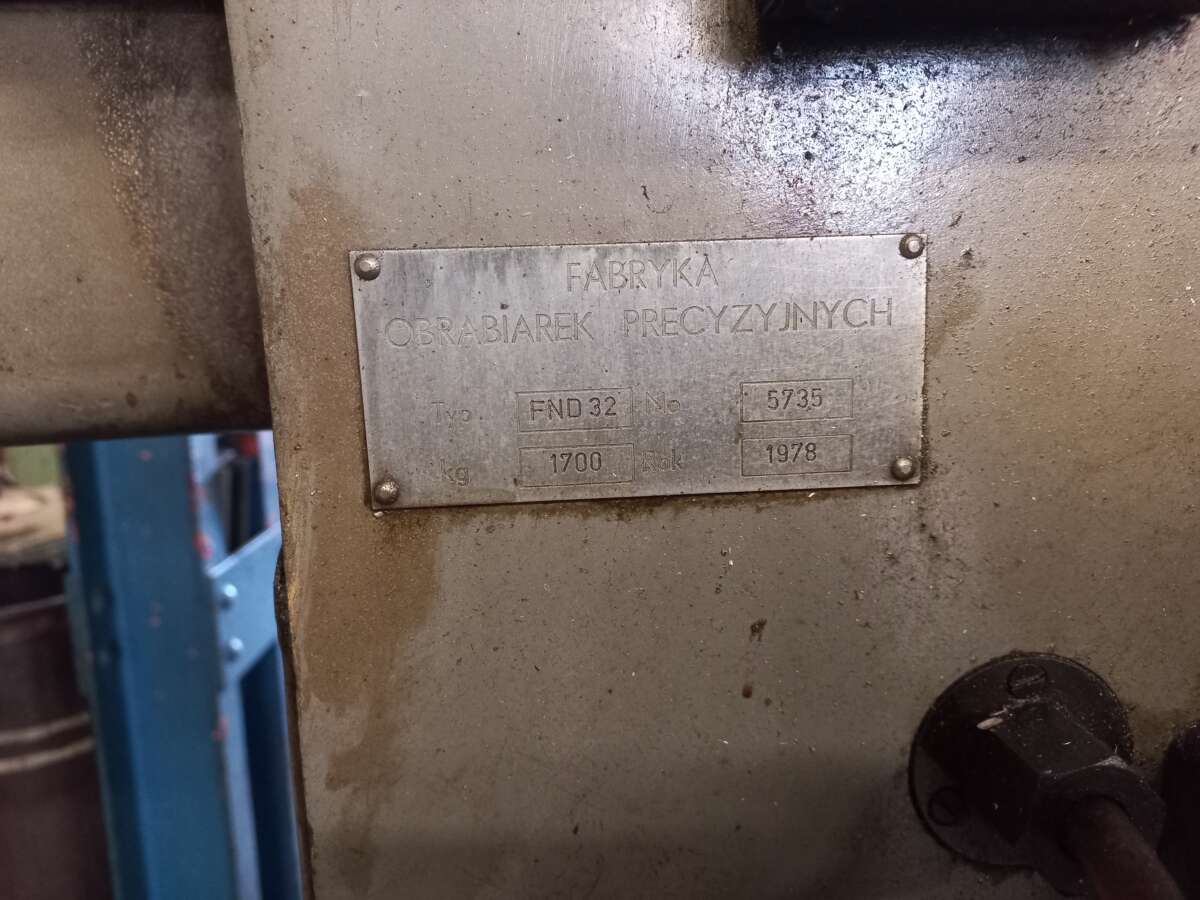 FABRYKA
OBRABIAREK PRECYZYJNYCH
Typ. FND 32 No 5735
kg 1700 Rok 1978